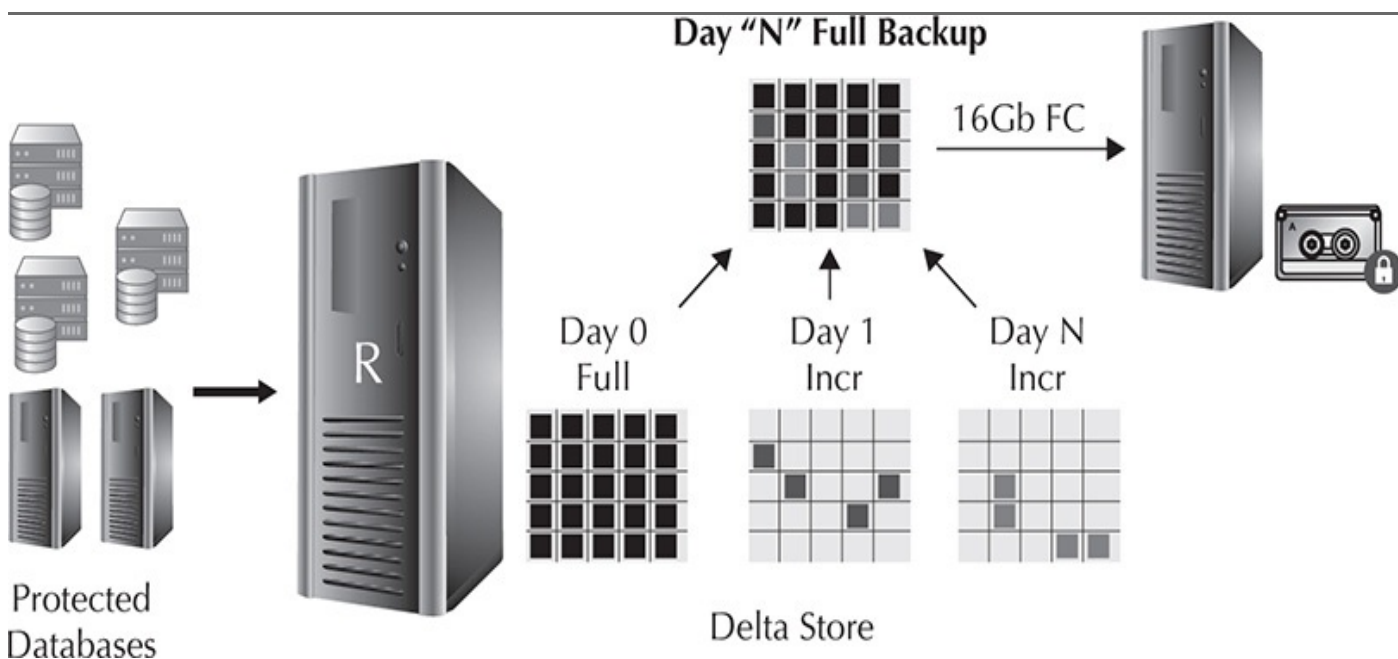 Day “N” Full Backup
16Gb FC
A
R
Day 0
Full
Day 1
Incr
Day N
Incr
Protected
Databases
Delta Store